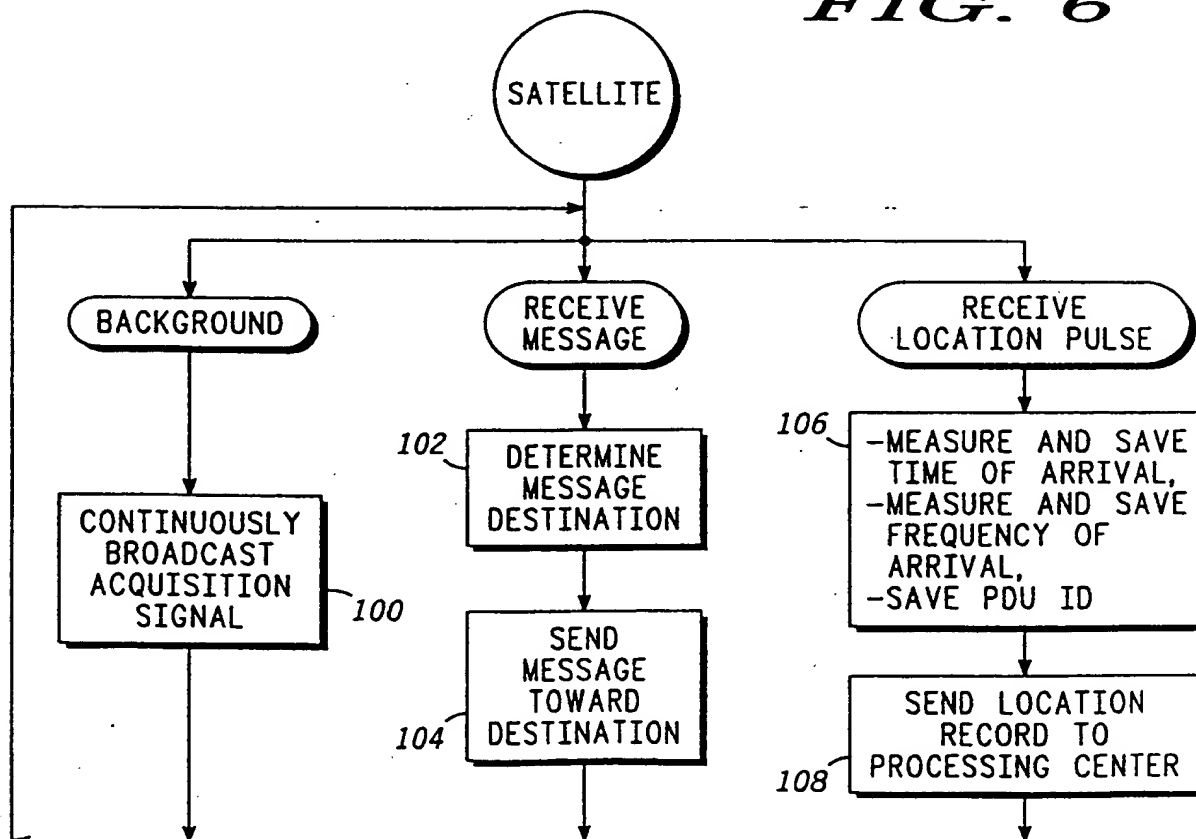 FIG. 6
SATELLITE
BACKGROUND
RECEIVE
MESSAGE
RECEIVE
LOCATION PULSE
102
DETERMINE
MESSAGE
DESTINATION
106
-MEASURE AND SAVE
TIME OF ARRIVAL,
-MEASURE AND SAVE
FREQUENCY OF
ARRIVAL,
-SAVE PDU ID
CONTINUOUSLY
BROADCAST
ACQUISITION
SIGNAL
100
SEND
MESSAGE
TOWARD
DESTINATION
104
SEND LOCATION
RECORD TO
PROCESSING CENTER
108